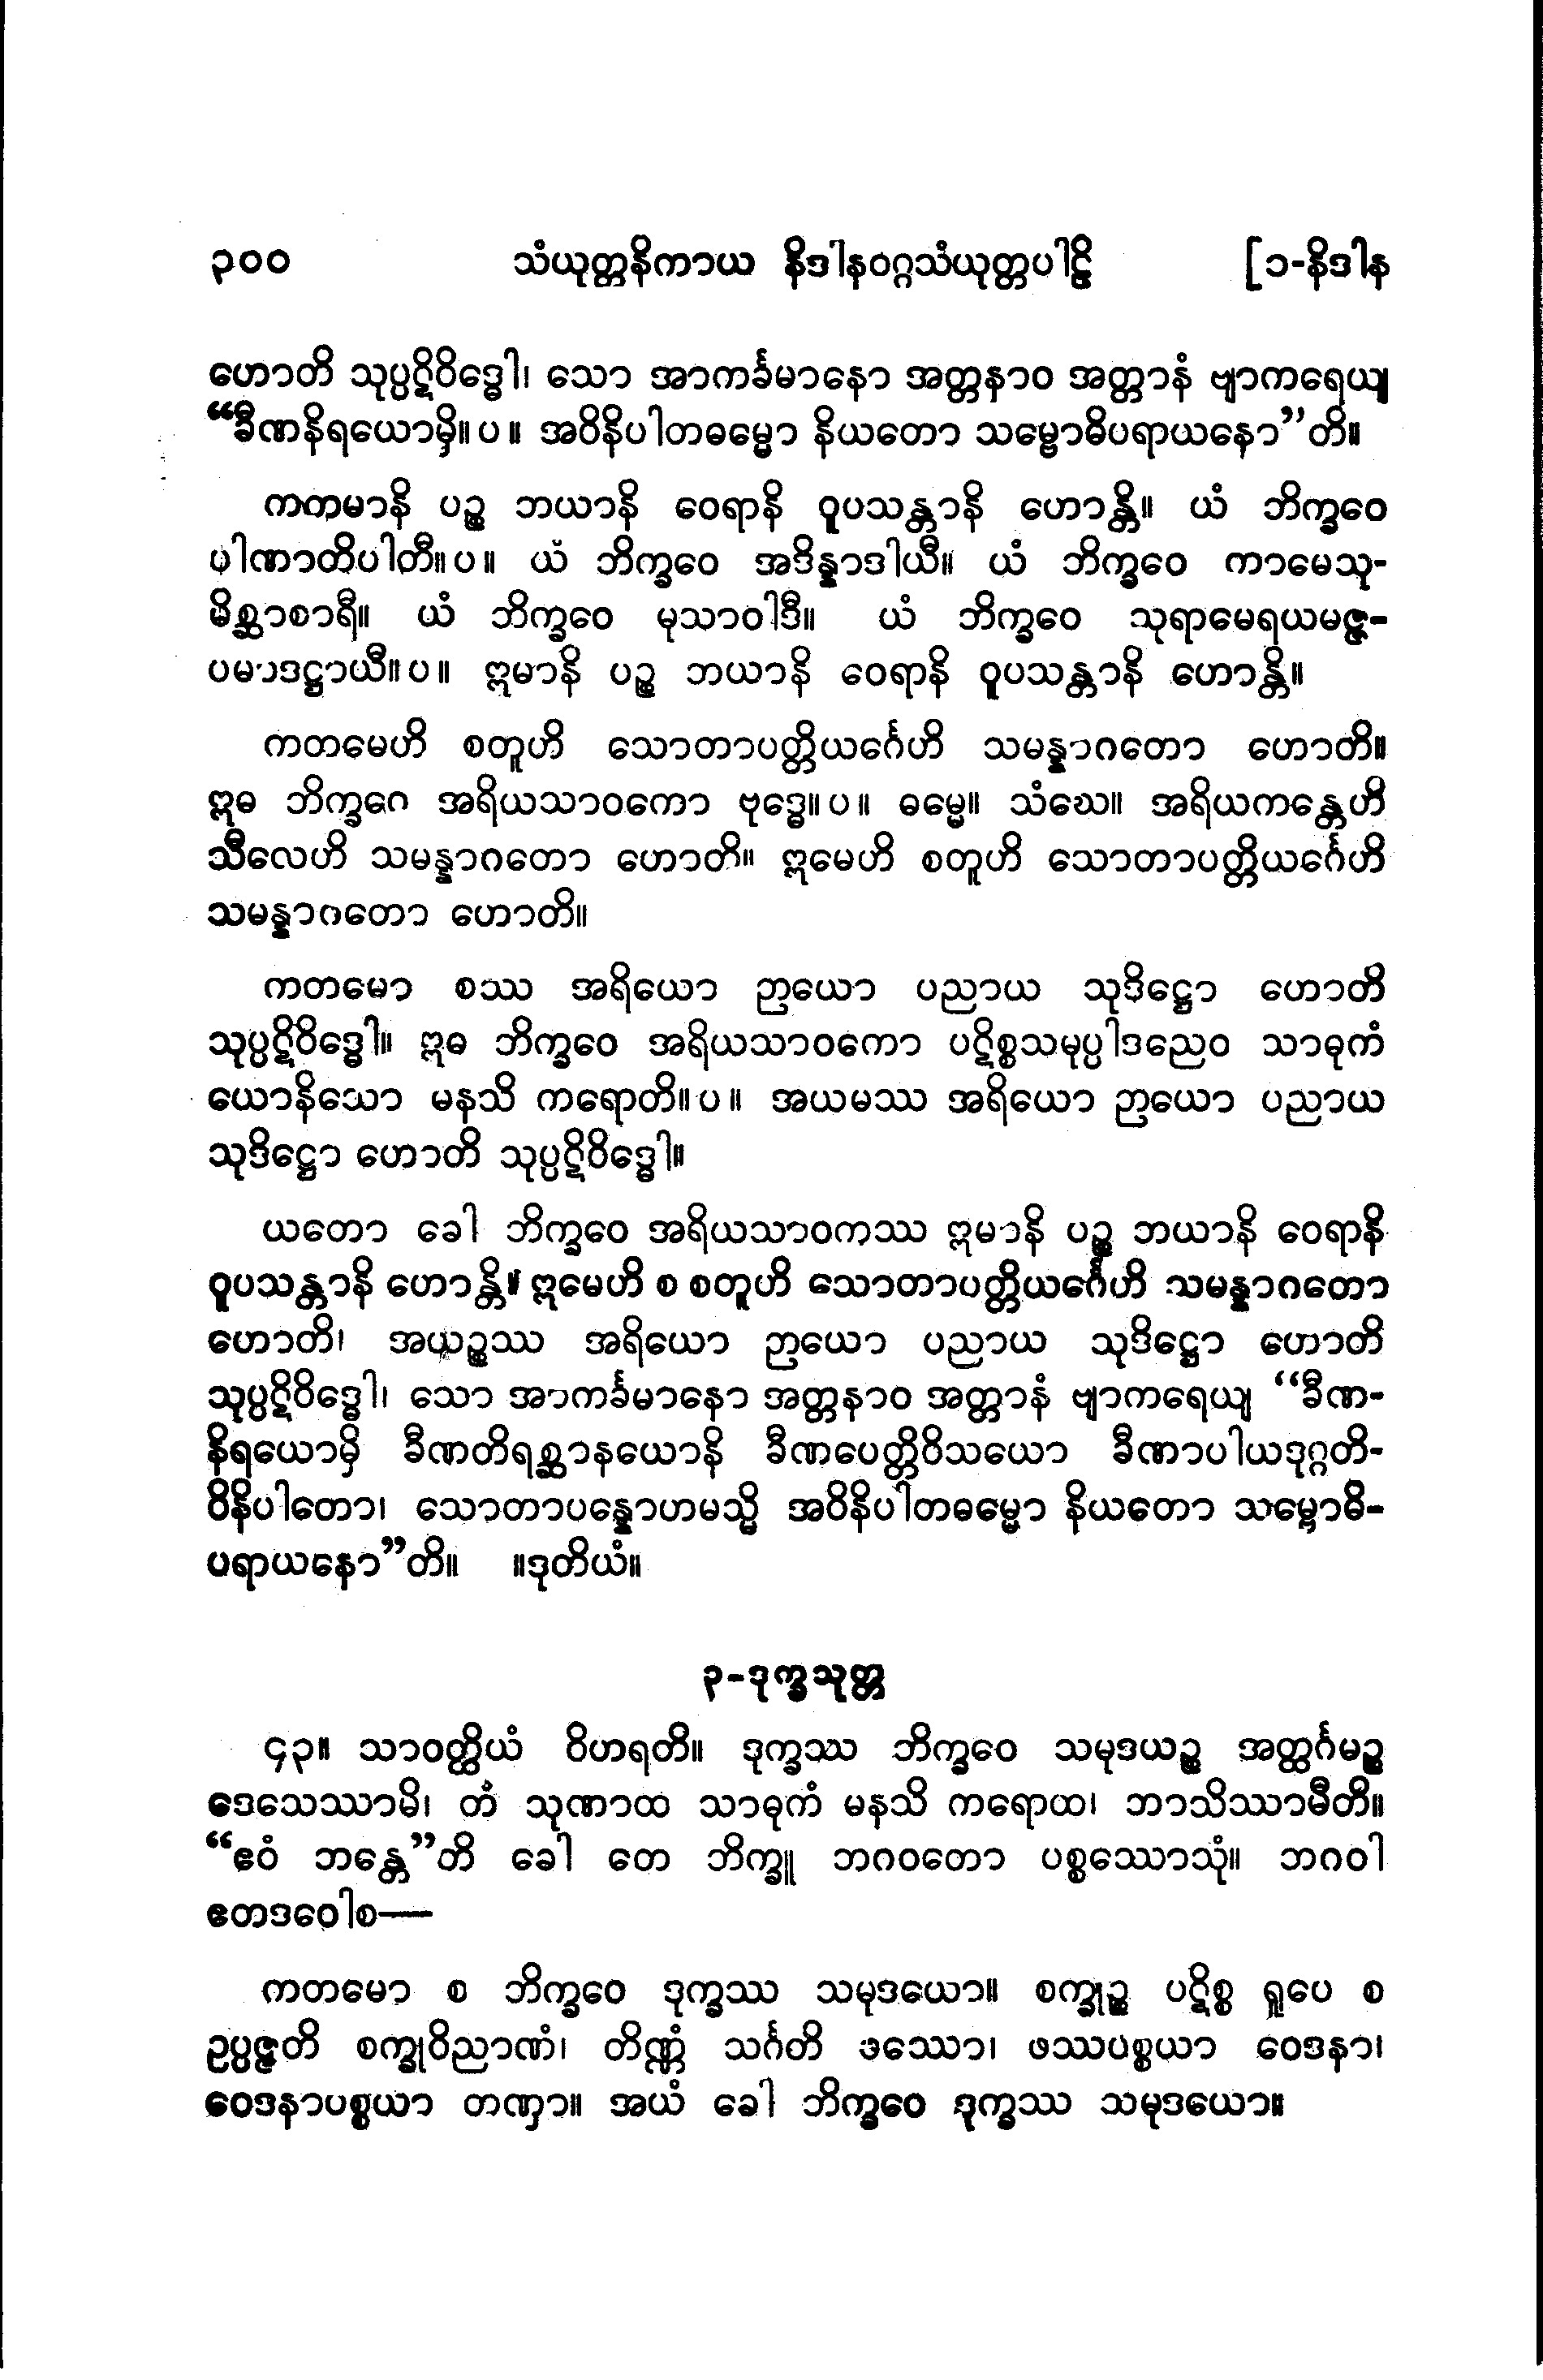 ၃၀၀ သံယုတ္တနိကာယ နိဒါနဝဂ္ဂသံယုတ္တပါဠိ [၁-နိဒါန
ဟောတိ သုပ္ပဋိဝိဒ္ဓေါ၊ သော အာကင်္ခမာနော အတ္တနာဝ အတ္တာနံ ဗျာကရေယျ
“ခီဏနိရယောမှိ။ပ။ အဝိနိပါတဓမ္မော နိယတော သမ္ဗောဓိပရာယနော”တိ။
ကတမာနိ ပဉ္စ ဘယာနိ ဝေရာနိ ဝူပသန္တာနိ ဟောန္တိ။ ယံ ဘိက္ခဝေ
ပါဏာတိပါတီ။ပ။ ယံ ဘိက္ခဝေ အဒိန္နာဒါယီ။ ယံ ဘိက္ခဝေ ကာမေသု-
မိစ္ဆာစာရီ။ ယံ ဘိက္ခဝေ မုသာဝါဒီ။ ယံ ဘိက္ခဝေ သုရာမေရယမဇ္ဇ-
ပမာဒဋ္ဌာယီ။ပ။ ဣမာနိ ပဉ္စ ဘယာနိ ဝေရာနိ ဝူပသန္တာနိ ဟောန္တိ။
ကတမေဟိ စတူဟိ သောတာပတ္တိယင်္ဂေဟိ သမန္နာဂတော ဟောတိ။
ဣဓ ဘိက္ခဂေ အရိယသာဝကော ဗုဒ္ဓေ။ပ။ ဓမ္မေ။ သံဃေ။ အရိယကန္တေဟိ
သီလေဟိ သမန္နာဂတော ဟောတိ။ ဣမေဟိ စတူဟိ သောတာပတ္တိယင်္ဂေဟိ
သမန္နာဂတော ဟောတိ။
ကတမော စဿ အရိယော ဉာယော ပညာယ သုဒိဋ္ဌော ဟောတိ
သုပ္ပဋိဝိဒ္ဓေါ။ ဣဓ ဘိက္ခဝေ အရိယသာဝကော ပဋိစ္စသမုပ္ပါဒညေဝ သာဓုကံ
ယောနိသော မနသိ ကရောတိ။ပ။ အယမဿ အရိယော ဉာယော ပညာယ
သုဒိဋ္ဌော ဟောတိ သုပ္ပဋိဝိဒ္ဓေါ။
ယတော ခေါ ဘိက္ခဝေ အရိယသာဝကဿ ဣမာနိ ပဉ္စ ဘယာနိ ဝေရာနိ
ဝူပသန္တာနိ ဟောန္တိ။ ဣမေဟိ စ စတူဟိ သောတာပတ္တိယင်္ဂေဟိ သမန္နာဂတော
ဟောတိ၊ အယဉ္စဿ အရိယော ဉာယော ပညာယ သုဒိဋ္ဌော ဟောတိ
သုပ္ပဋိဝိဒ္ဓေါ၊ သော အာကင်္ခမာနော အတ္တနာဝ အတ္တာနံ ဗျာကရေယျ “ခီဏ-
နိရယောမှိ ခီဏတိရစ္ဆာနယောနိ ခီဏပေတ္တိဝိသယော ခီဏာပါယဒုဂ္ဂတိ-
ဝိနိပါတော၊ သောတာပန္နောဟမသ္မိ အဝိနိပါတဓမ္မော နိယတော သမ္ဗောဓိ-
ပရာယနော”တိ။ ။ဒုတိယံ။
၃-ဒုက္ခသုတ္တ
၄၃။ သာဝတ္ထိယံ ဝိဟရတိ။ ဒုက္ခဿ ဘိက္ခဝေ သမုဒယဉ္စ အတ္ထင်္ဂမဉ္စ
ဒေသေဿာမိ၊ တံ သုဏာထ သာဓုကံ မနသိ ကရောထ၊ ဘာသိဿာမီတိ။
“ဧဝံ ဘန္တေ”တိ ခေါ တေ ဘိက္ခူ ဘဂဝတော ပစ္စဿောသုံ။ ဘဂဝါ
ဧတဒဝေါစ—
ကတမော စ ဘိက္ခဝေ ဒုက္ခဿ သမုဒယော။ စက္ခုဉ္စ ပဋိစ္စ ရူပေ စ
ဥပ္ပဇ္ဇတိ စက္ခုဝိညာဏံ၊ တိဏ္ဏံ သင်္ဂတိ ဖဿော၊ ဖဿပစ္စယာ ဝေဒနာ၊
ဝေဒနာပစ္စယာ တဏှာ။ အယံ ခေါ ဘိက္ခဝေ ဒုက္ခဿ သမုဒယော။